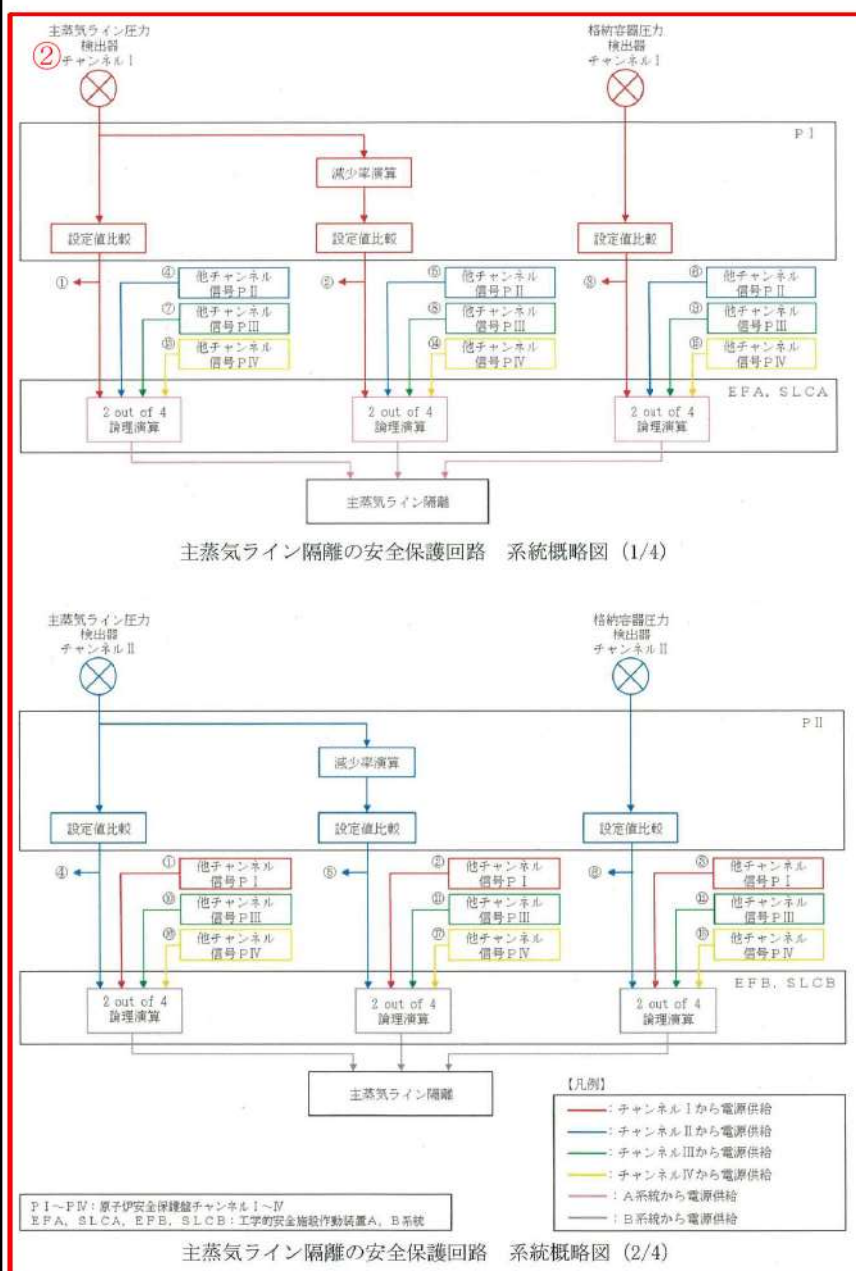 ②
主蒸気ライン圧力
検出器
チャンネルⅠ
格納容器圧力
検出器
チャンネルⅠ
PⅠ
減少率演算
設定値比較
設定値比較
設定値比較
①
④
他チャンネル
信号PⅡ
⑦
他チャンネル
信号PⅢ
⑬
他チャンネル
信号PⅣ
②
⑤
他チャンネル
信号PⅡ
⑧
他チャンネル
信号PⅢ
⑭
他チャンネル
信号PⅣ
③
⑥
他チャンネル
信号PⅡ
⑨
他チャンネル
信号PⅢ
⑮
他チャンネル
信号PⅣ
EFA, SLCA
2 out of 4
論理演算
2 out of 4
論理演算
2 out of 4
論理演算
主蒸気ライン隔離
主蒸気ライン隔離の安全保護回路 系統概略図 (1/4)
主蒸気ライン圧力
検出器
チャンネルⅡ
格納容器圧力
検出器
チャンネルⅡ
PⅡ
減少率演算
設定値比較
設定値比較
設定値比較
④
①
他チャンネル
信号PⅠ
⑩
他チャンネル
信号PⅢ
⑯
他チャンネル
信号PⅣ
⑤
②
他チャンネル
信号PⅠ
⑪
他チャンネル
信号PⅢ
⑰
他チャンネル
信号PⅣ
⑥
③
他チャンネル
信号PⅠ
⑫
他チャンネル
信号PⅢ
⑱
他チャンネル
信号PⅣ
EFB, SLCB
2 out of 4
論理演算
2 out of 4
論理演算
2 out of 4
論理演算
主蒸気ライン隔離
【凡例】
:チャンネルⅠから電源供給
:チャンネルⅡから電源供給
:チャンネルⅢから電源供給
:チャンネルⅣから電源供給
:A系統から電源供給
:B系統から電源供給
PⅠ~PⅣ:原子炉安全保護盤チャンネルⅠ~Ⅳ
EFA, SLCA, EFB, SLCB:工学的安全施設作動装置A、B系統
主蒸気ライン隔離の安全保護回路 系統概略図 (2/4)